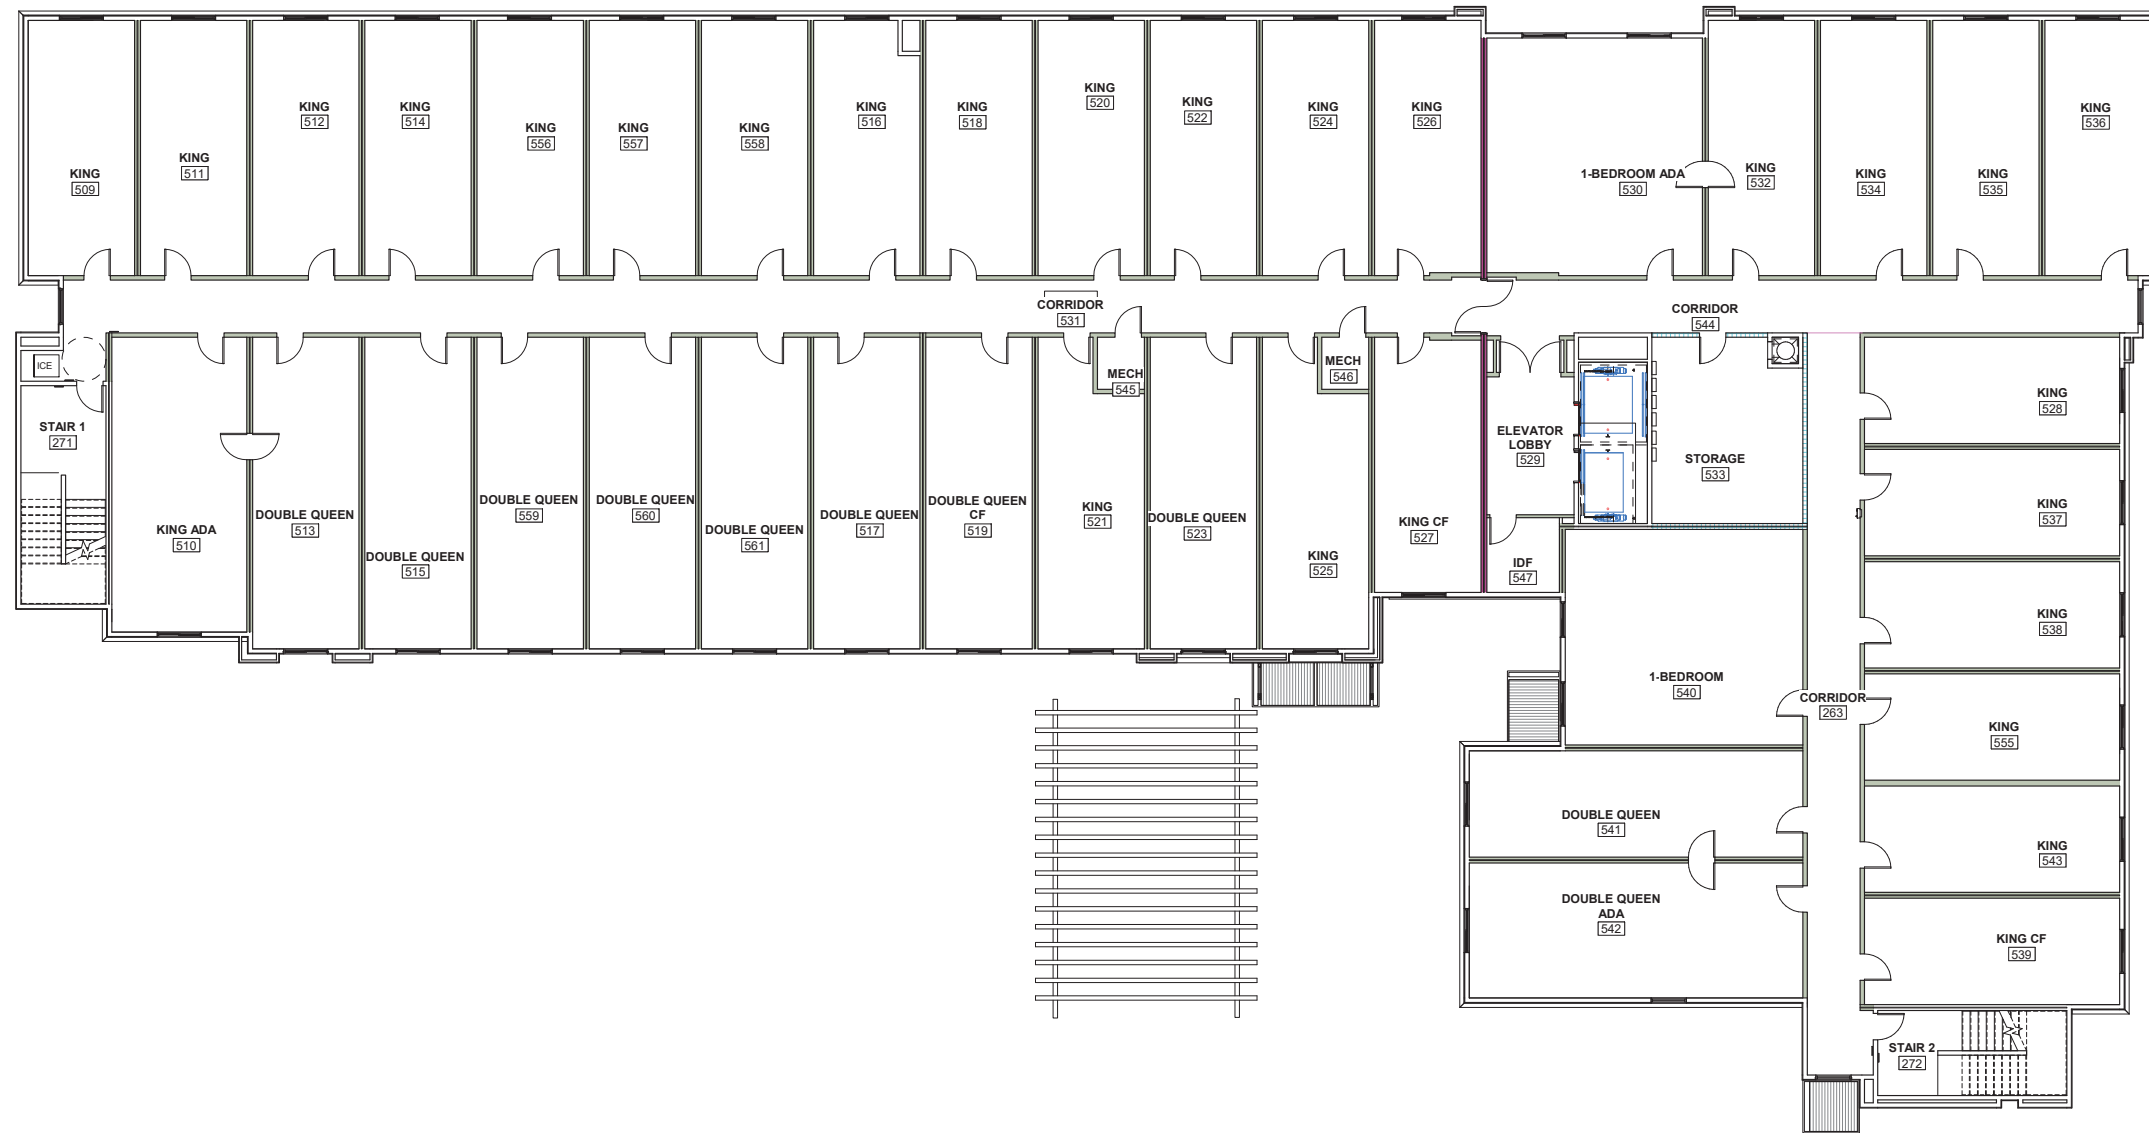 KING
509
KING
511
KING
512
KING
514
KING
556
KING
557
KING
558
KING
516
KING
518
KING
520
KING
522
KING
524
KING
526
1-BEDROOM ADA
530
KING
532
KING
534
KING
535
KING
536
CORRIDOR
531
CORRIDOR
544
ICE
STAIR 1
271
KING ADA
510
DOUBLE QUEEN
513
DOUBLE QUEEN
515
DOUBLE QUEEN
559
DOUBLE QUEEN
560
DOUBLE QUEEN
561
DOUBLE QUEEN
517
DOUBLE QUEEN
CF
519
KING
521
MECH
545
DOUBLE QUEEN
523
KING
525
MECH
546
KING CF
527
ELEVATOR
LOBBY
529
IDF
547
STORAGE
533
KING
528
KING
537
KING
538
1-BEDROOM
540
CORRIDOR
263
KING
555
DOUBLE QUEEN
541
KING
543
DOUBLE QUEEN
ADA
542
KING CF
539
STAIR 2
272